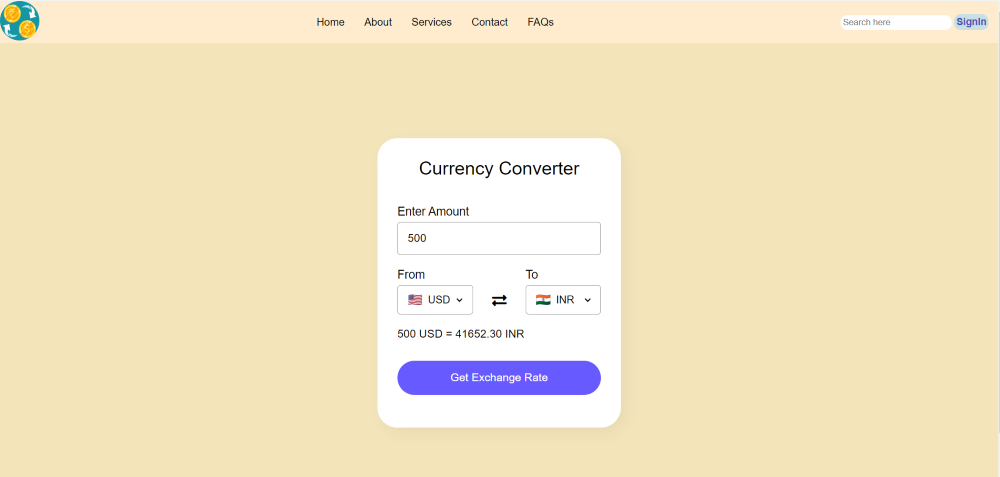 Home About Services Contact FAQs Search here SignIn
Currency Converter
Enter Amount
500
From To
USD INR
500 USD = 41652.30 INR
Get Exchange Rate